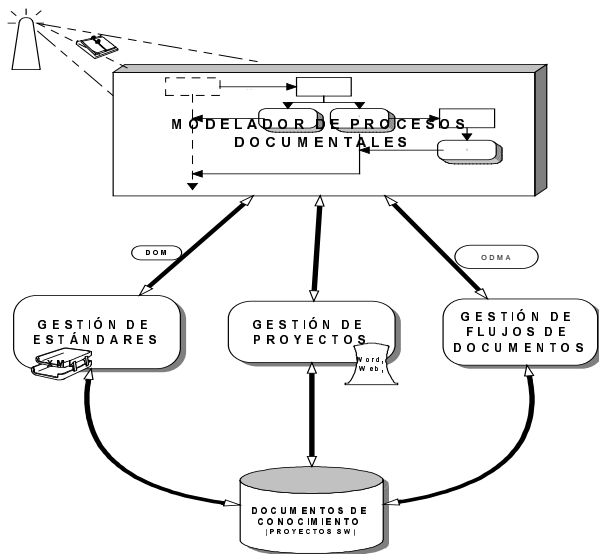 MODELADOR DE PROCESOS
DOCUMENTALES
DOM
ODMA
GESTIÓN DE
ESTÁNDARES
XML
GESTIÓN DE
PROYECTOS
Word,
Web,
GESTIÓN DE
FLUJOS DE
DOCUMENTOS
DOCUMENTOS DE
CONOCIMIENTO
(PROYECTOS SW)